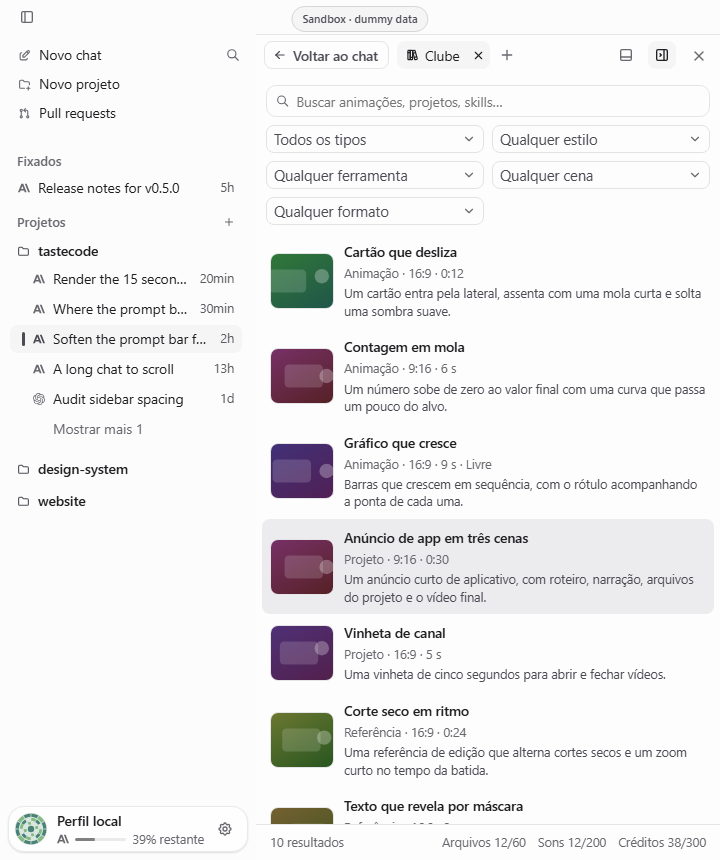 Sandbox · dummy data
Novo chat
Novo projeto
Pull requests
Fixados
Release notes for v0.5.0 5h
Projetos
tastecode
Render the 15 secon... 20min
Where the prompt b... 30min
Soften the prompt bar f... 2h
A long chat to scroll 13h
Audit sidebar spacing 1d
Mostrar mais 1
design-system
website
Perfil local
39% restante
Voltar ao chat
Clube
Buscar animações, projetos, skills...
Todos os tipos
Qualquer estilo
Qualquer ferramenta
Qualquer cena
Qualquer formato
Cartão que desliza
Animação · 16:9 · 0:12
Um cartão entra pela lateral, assenta com uma mola curta e solta
uma sombra suave.
Contagem em mola
Animação · 9:16 · 6 s
Um número sobe de zero ao valor final com uma curva que passa
um pouco do alvo.
Gráfico que cresce
Animação · 16:9 · 9 s · Livre
Barras que crescem em sequência, com o rótulo acompanhando
a ponta de cada uma.
Anúncio de app em três cenas
Projeto · 9:16 · 0:30
Um anúncio curto de aplicativo, com roteiro, narração, arquivos
do projeto e o vídeo final.
Vinheta de canal
Projeto · 16:9 · 5 s
Uma vinheta de cinco segundos para abrir e fechar vídeos.
Corte seco em ritmo
Referência · 16:9 · 0:24
Uma referência de edição que alterna cortes secos e um zoom
curto no tempo da batida.
Texto que revela por máscara
10 resultados
Arquivos 12/60 Sons 12/200 Créditos 38/300